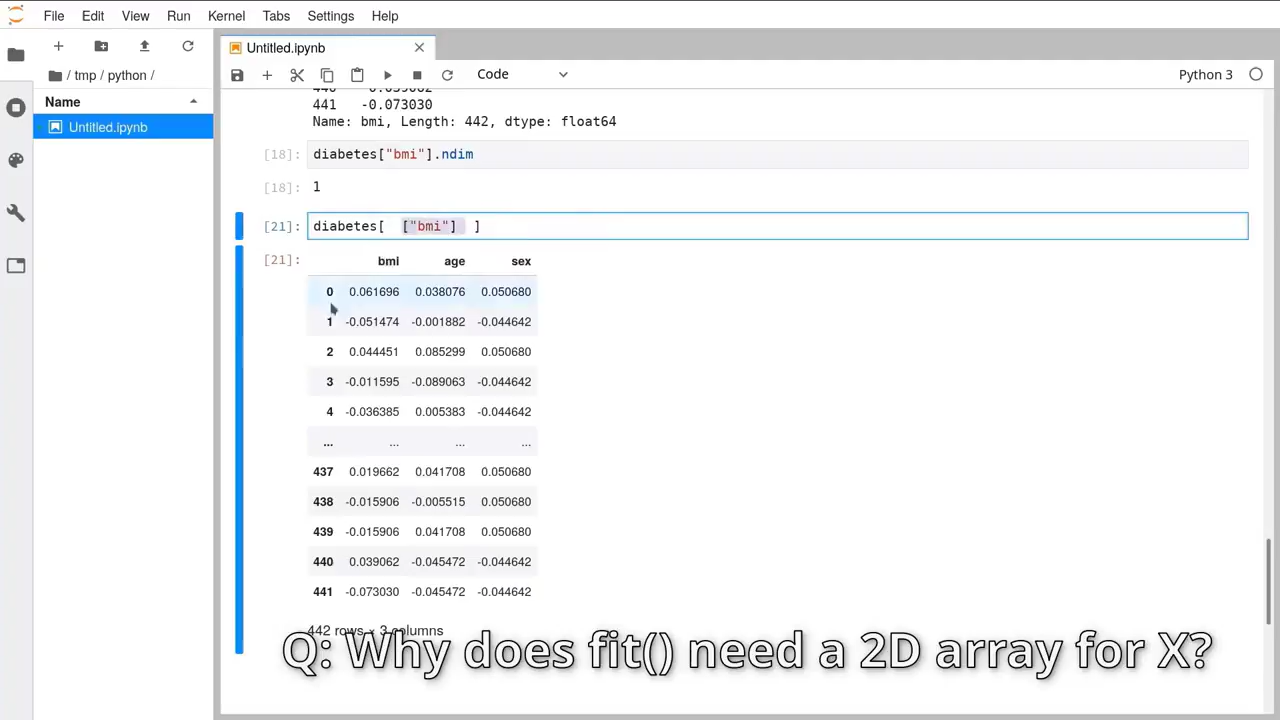 File Edit View Run Kernel Tabs Settings Help
Untitled.ipynb
Code
Python 3
/ tmp / python /
Name
Untitled.ipynb
441 -0.073030
Name: bmi, Length: 442, dtype: float64
[18]: diabetes["bmi"].ndim
[18]: 1
[21]: diabetes[ ["bmi"] ]
[21]:
bmi age sex
0 0.061696 0.038076 0.050680
1 -0.051474 -0.001882 -0.044642
2 0.044451 0.085299 0.050680
3 -0.011595 -0.089063 -0.044642
4 -0.036385 0.005383 -0.044642
... ... ... ...
437 0.019662 0.041708 0.050680
438 -0.015906 -0.005515 0.050680
439 -0.015906 0.041708 0.050680
440 0.039062 -0.045472 -0.044642
441 -0.073030 -0.045472 -0.044642
442 rows × 3 columns
Q: Why does fit() need a 2D array for X?